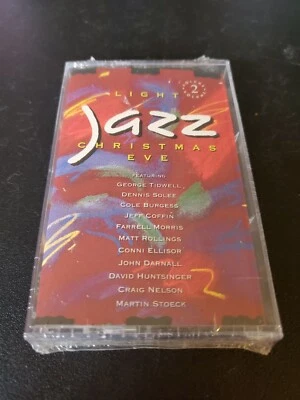 LIGHT
2
Jazz
CHRISTMAS
EVE
FEATURING
GEORGE TIDWELL
DENNIS SOLEE
COLE BURGESS
JEFF COFFIN
FARRELL MORRIS
MATT ROLLINGS
CONNI ELLISOR
JOHN DARNALL
DAVID HUNTSINGER
CRAIG NELSON
MARTIN STOECK